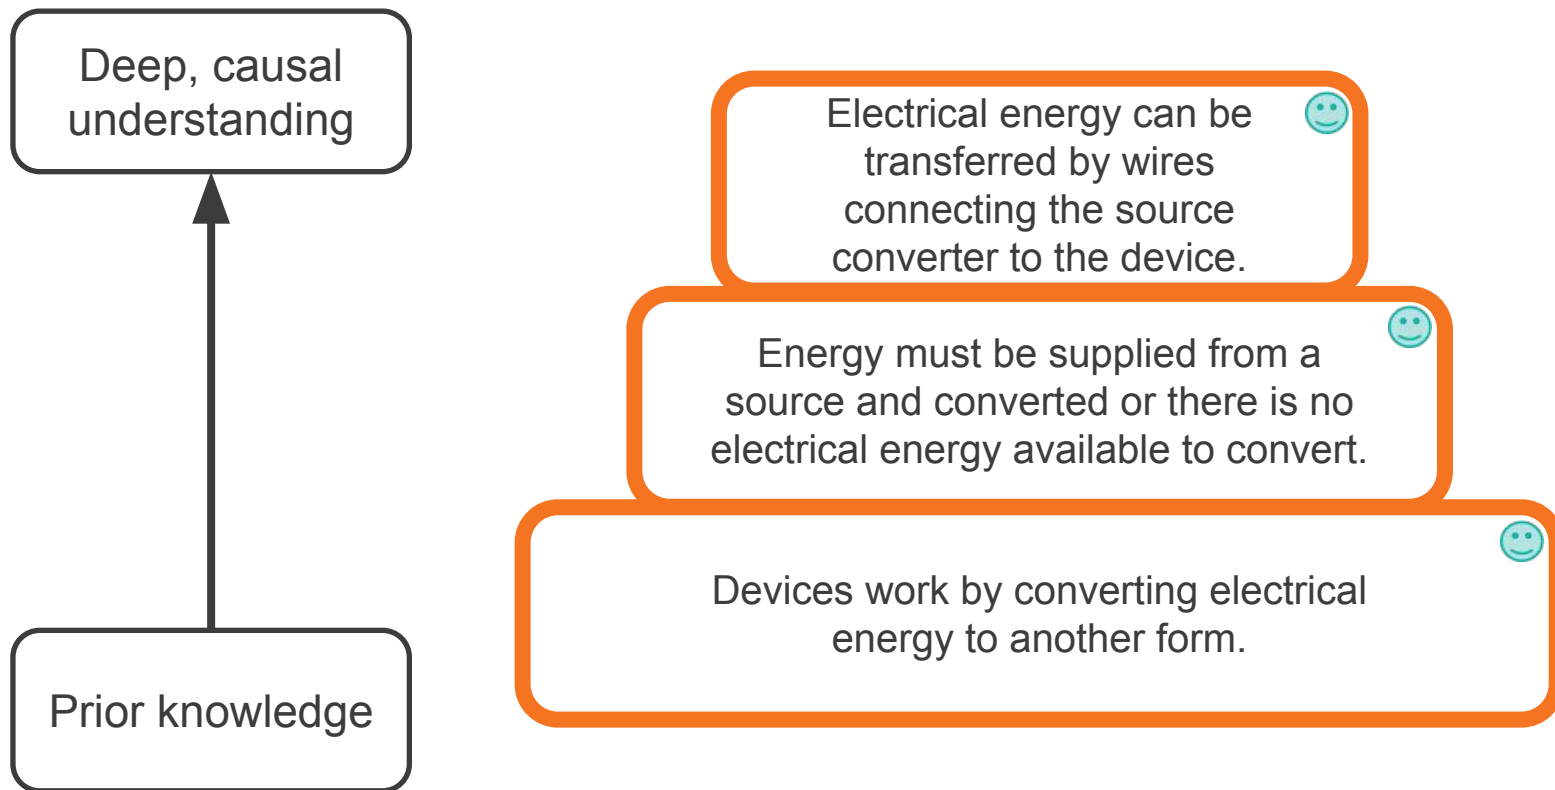 Deep, causal
understanding
Electrical energy can be
transferred by wires
connecting the source
converter to the device.
Energy must be supplied from a
source and converted or there is no
electrical energy available to convert.
Devices work by converting electrical
energy to another form.
Prior knowledge